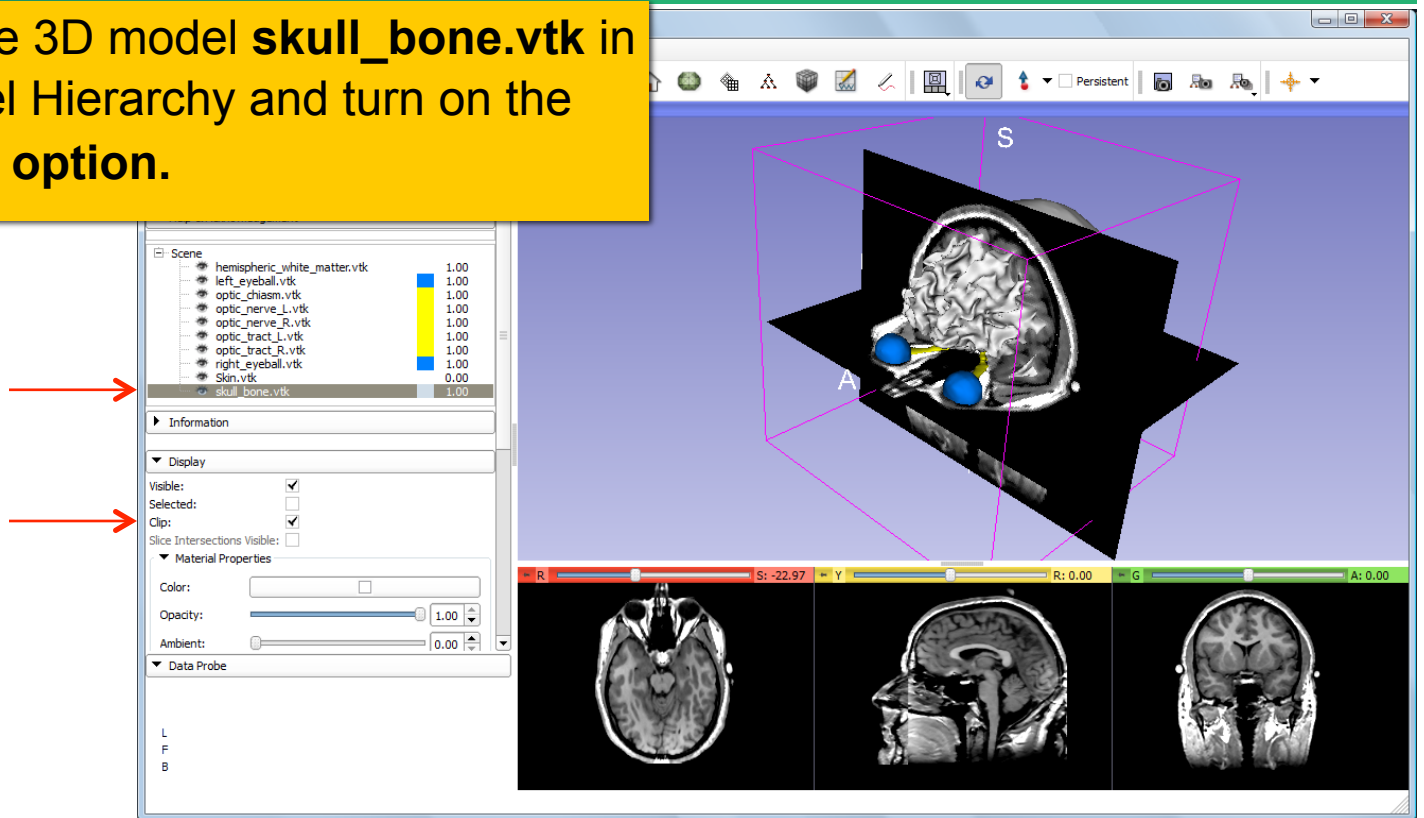 e 3D model skull_bone.vtk in
el Hierarchy and turn on the
option.
Persistent
Scene
hemispheric_white_matter.vtk 1.00
left_eyeball.vtk 1.00
optic_chiasm.vtk 1.00
optic_nerve_L.vtk 1.00
optic_nerve_R.vtk 1.00
optic_tract_L.vtk 1.00
optic_tract_R.vtk 1.00
right_eyeball.vtk 1.00
Skin.vtk 0.00
skull_bone.vtk 1.00
Information
Display
Visible:
Selected:
Clip:
Slice Intersections Visible:
Material Properties
Color:
Opacity: 1.00
Ambient: 0.00
Data Probe
L
F
B
S
A
R S: -22.97
Y R: 0.00
G A: 0.00